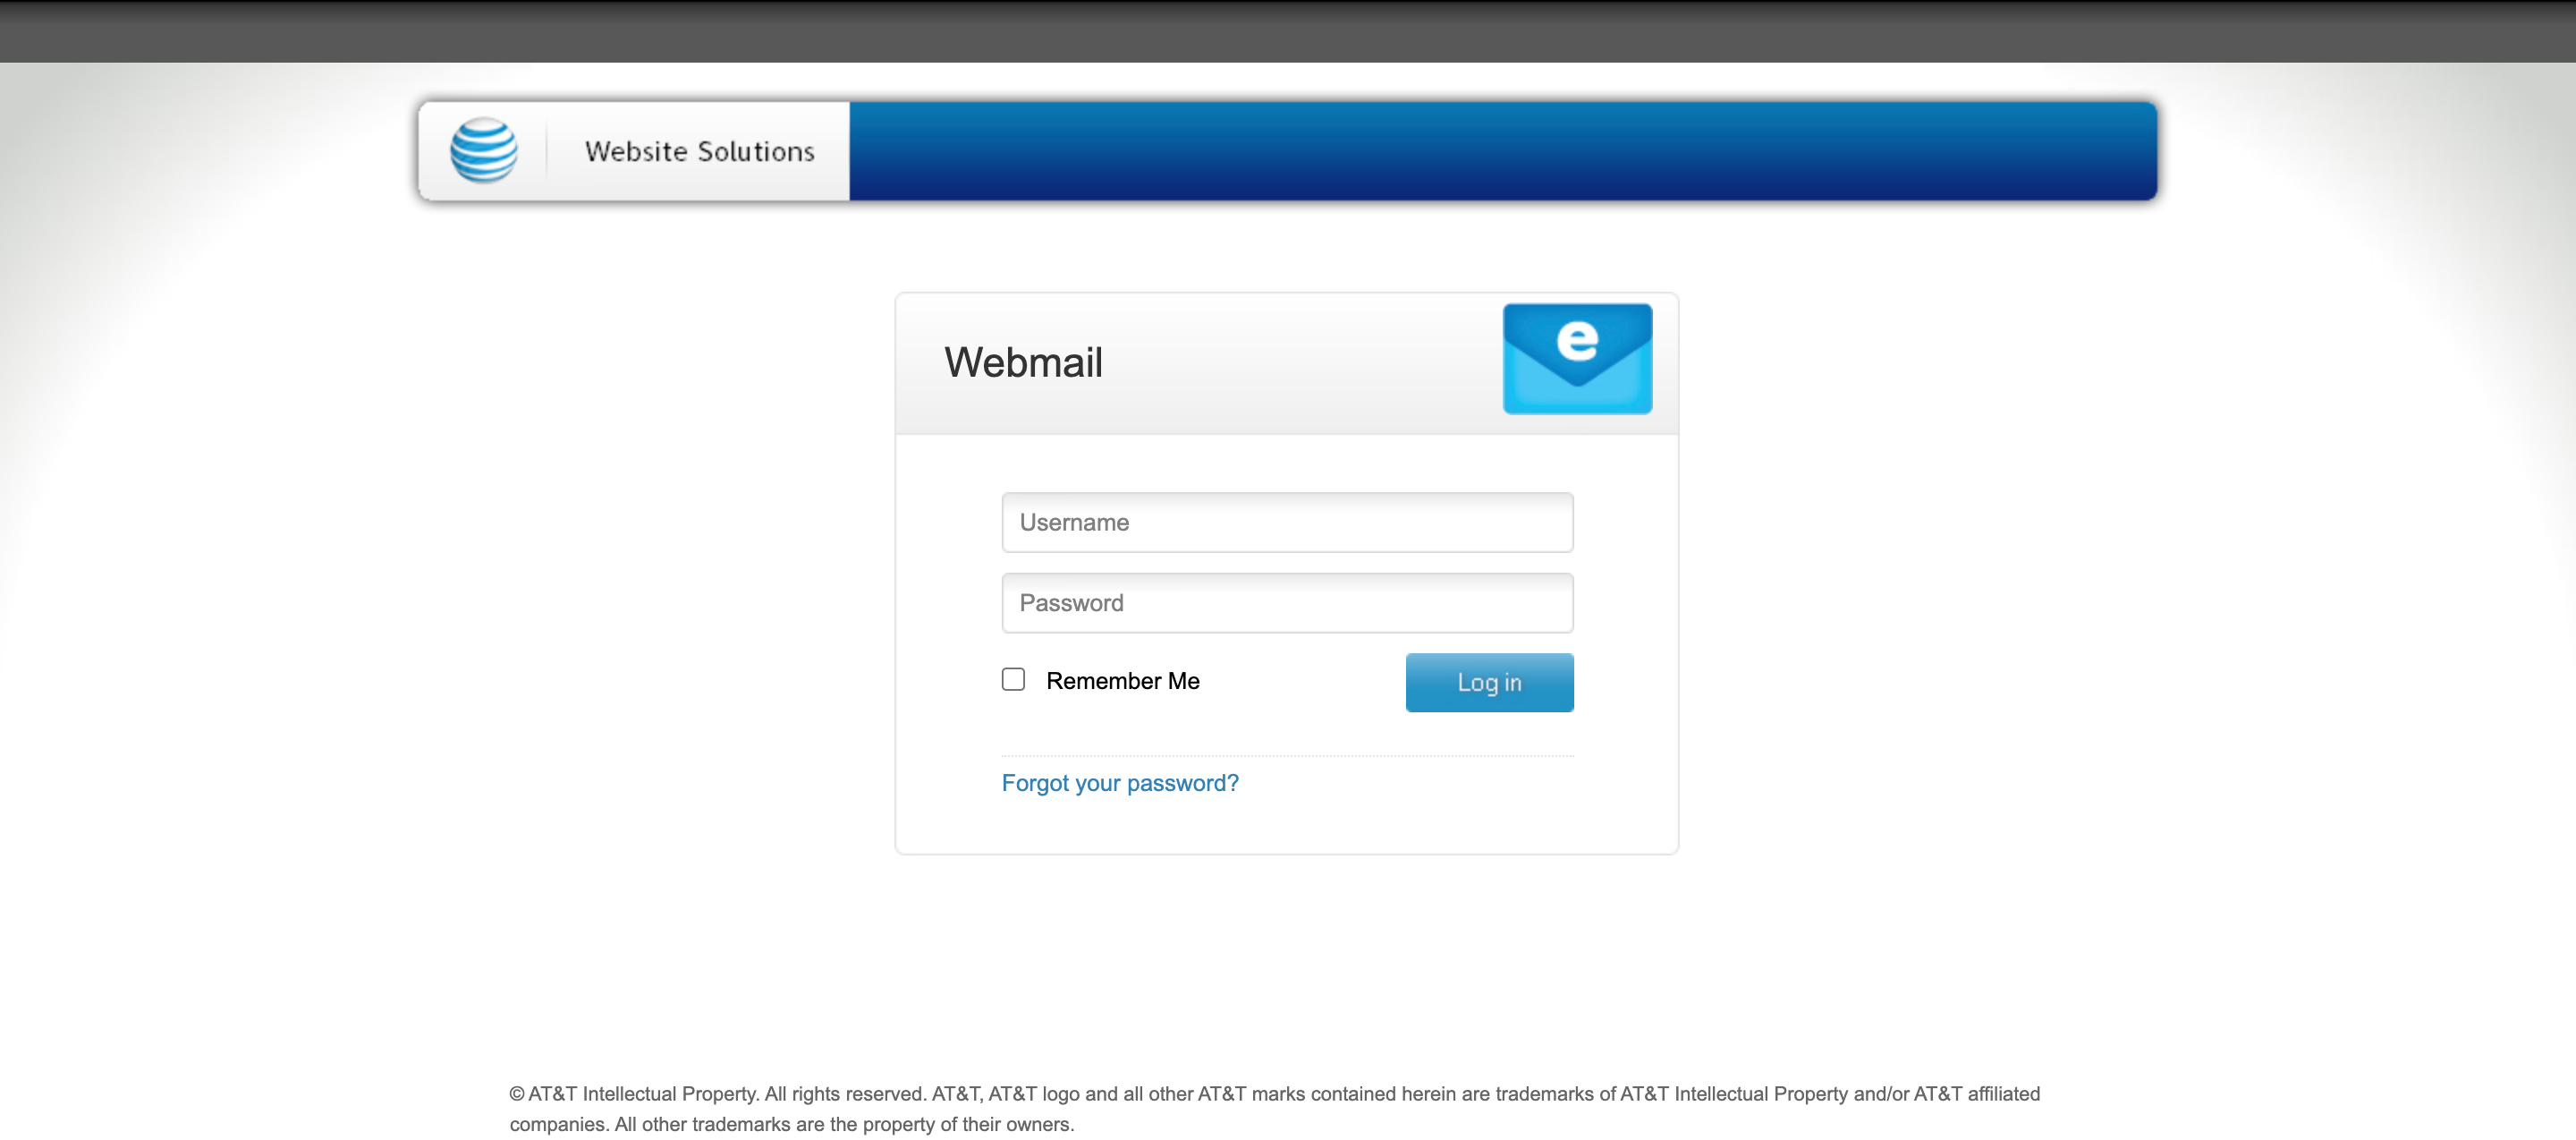 Website Solutions
Webmail
e
Username
Password
Remember Me
Log in
Forgot your password?
© AT&T Intellectual Property. All rights reserved. AT&T, AT&T logo and all other AT&T marks contained herein are trademarks of AT&T Intellectual Property and/or AT&T affiliated
companies. All other trademarks are the property of their owners.